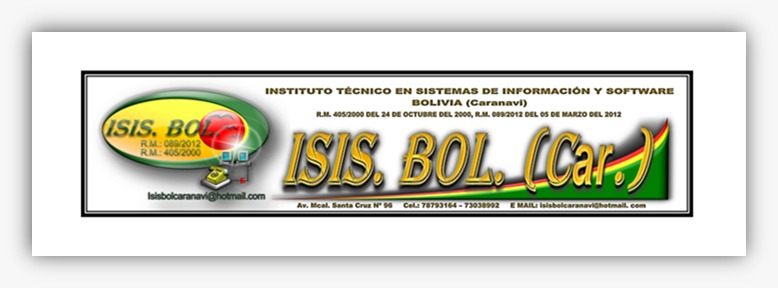 INSTITUTO TÉCNICO EN SISTEMAS DE INFORMACIÓN Y SOFTWARE
BOLIVIA (Caranavi)
R.M. 405/2000 DEL 24 DE OCTUBRE DEL 2000, R.M. 089/2012 DEL 05 DE MARZO DEL 2012
ISIS. BOL.
R.M.: 089/2012
R.M.: 405/2000
Isisbolcaranavi@hotmail.com
ISIS. BOL. (Car.)
Av. Mcal. Santa Cruz Nº 96 Cel.: 78793164 – 73038992 E MAIL: isisbolcaranavi@hotmail. com